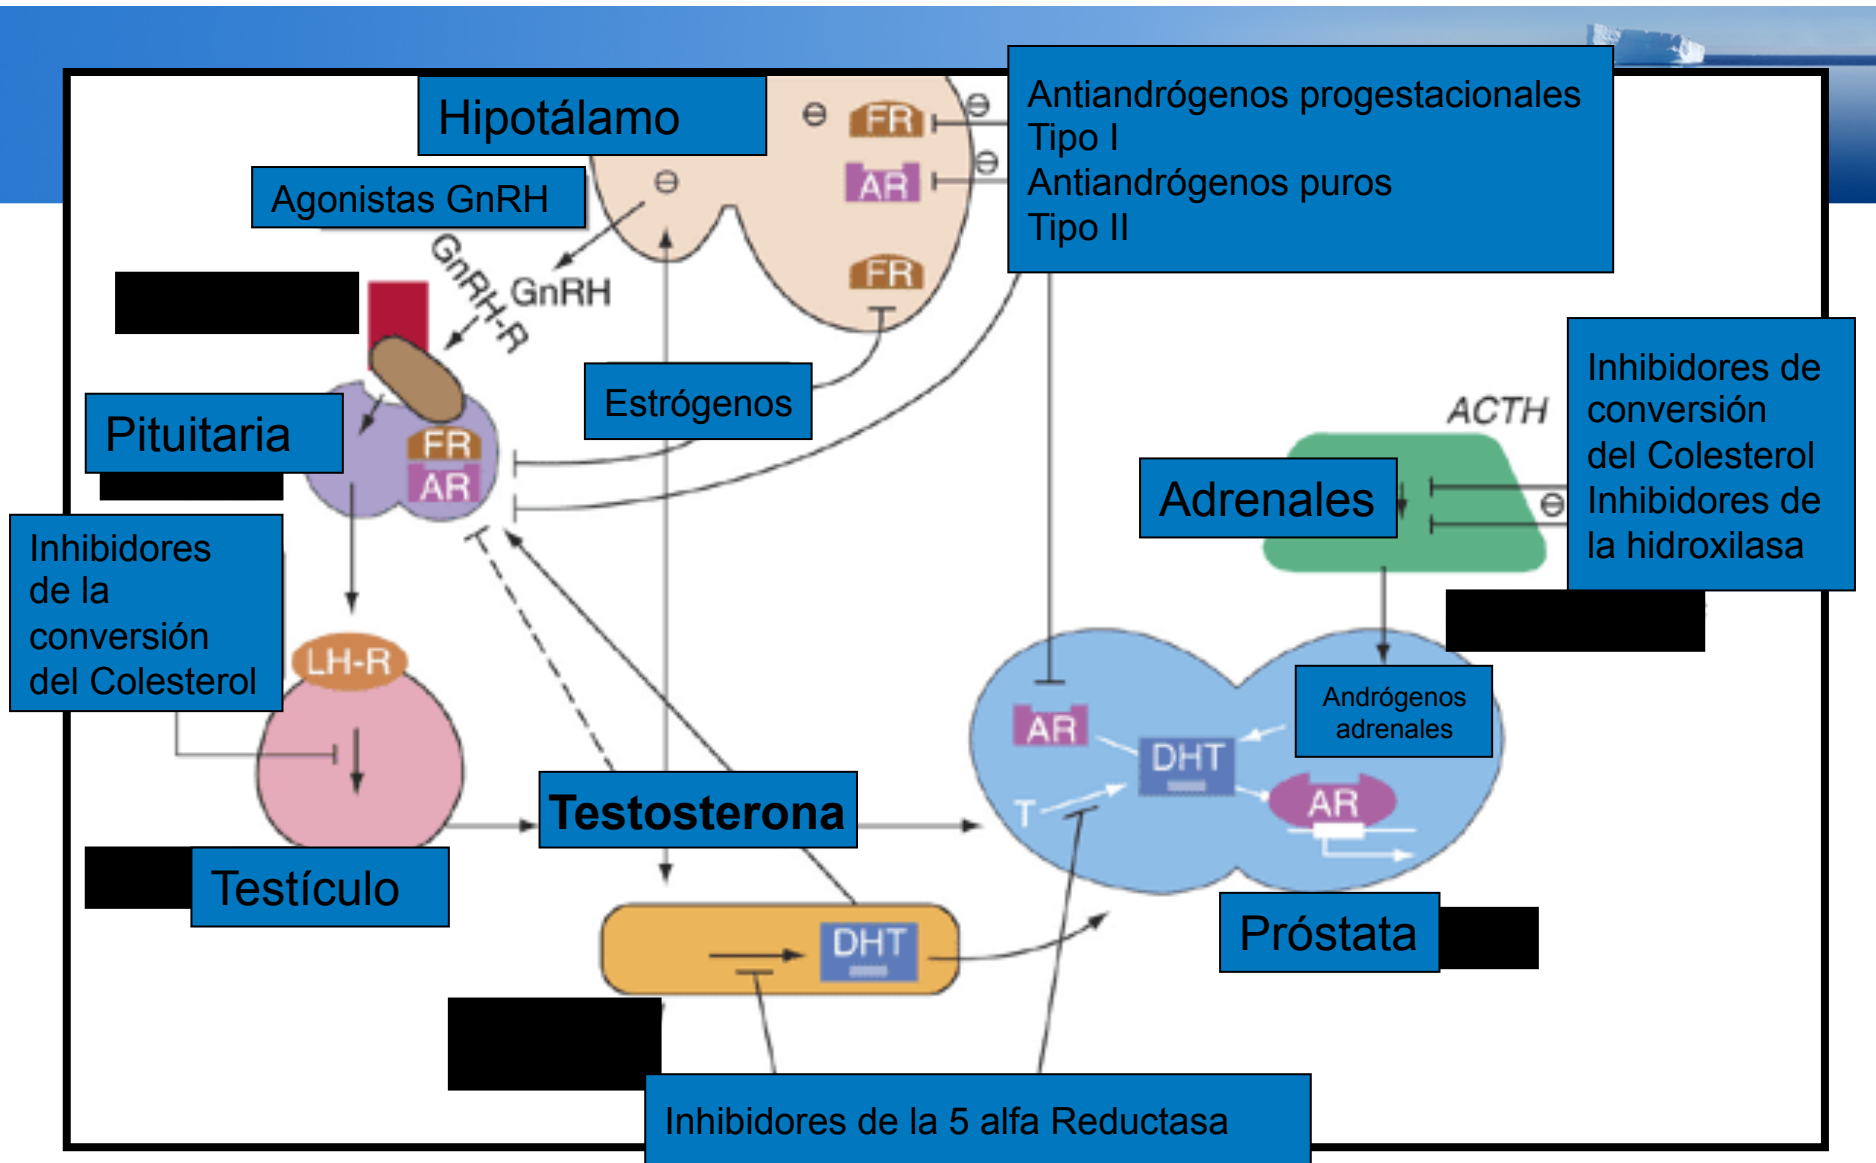 Hipotálamo
Agonistas GnRH
Antiandrógenos progestacionales
Tipo I
Antiandrógenos puros
Tipo II
FR
AR
FR
GnRH
GnRH-R
Estrógenos
Pituitaria
FR
AR
ACTH
Adrenales
Inhibidores de
conversión
del Colesterol
Inhibidores de
la hidroxilasa
Inhibidores
de la
conversión
del Colesterol
LH-R
Testículo
Testosterona
AR
DHT
T
AR
Andrógenos
adrenales
Próstata
DHT
Inhibidores de la 5 alfa Reductasa